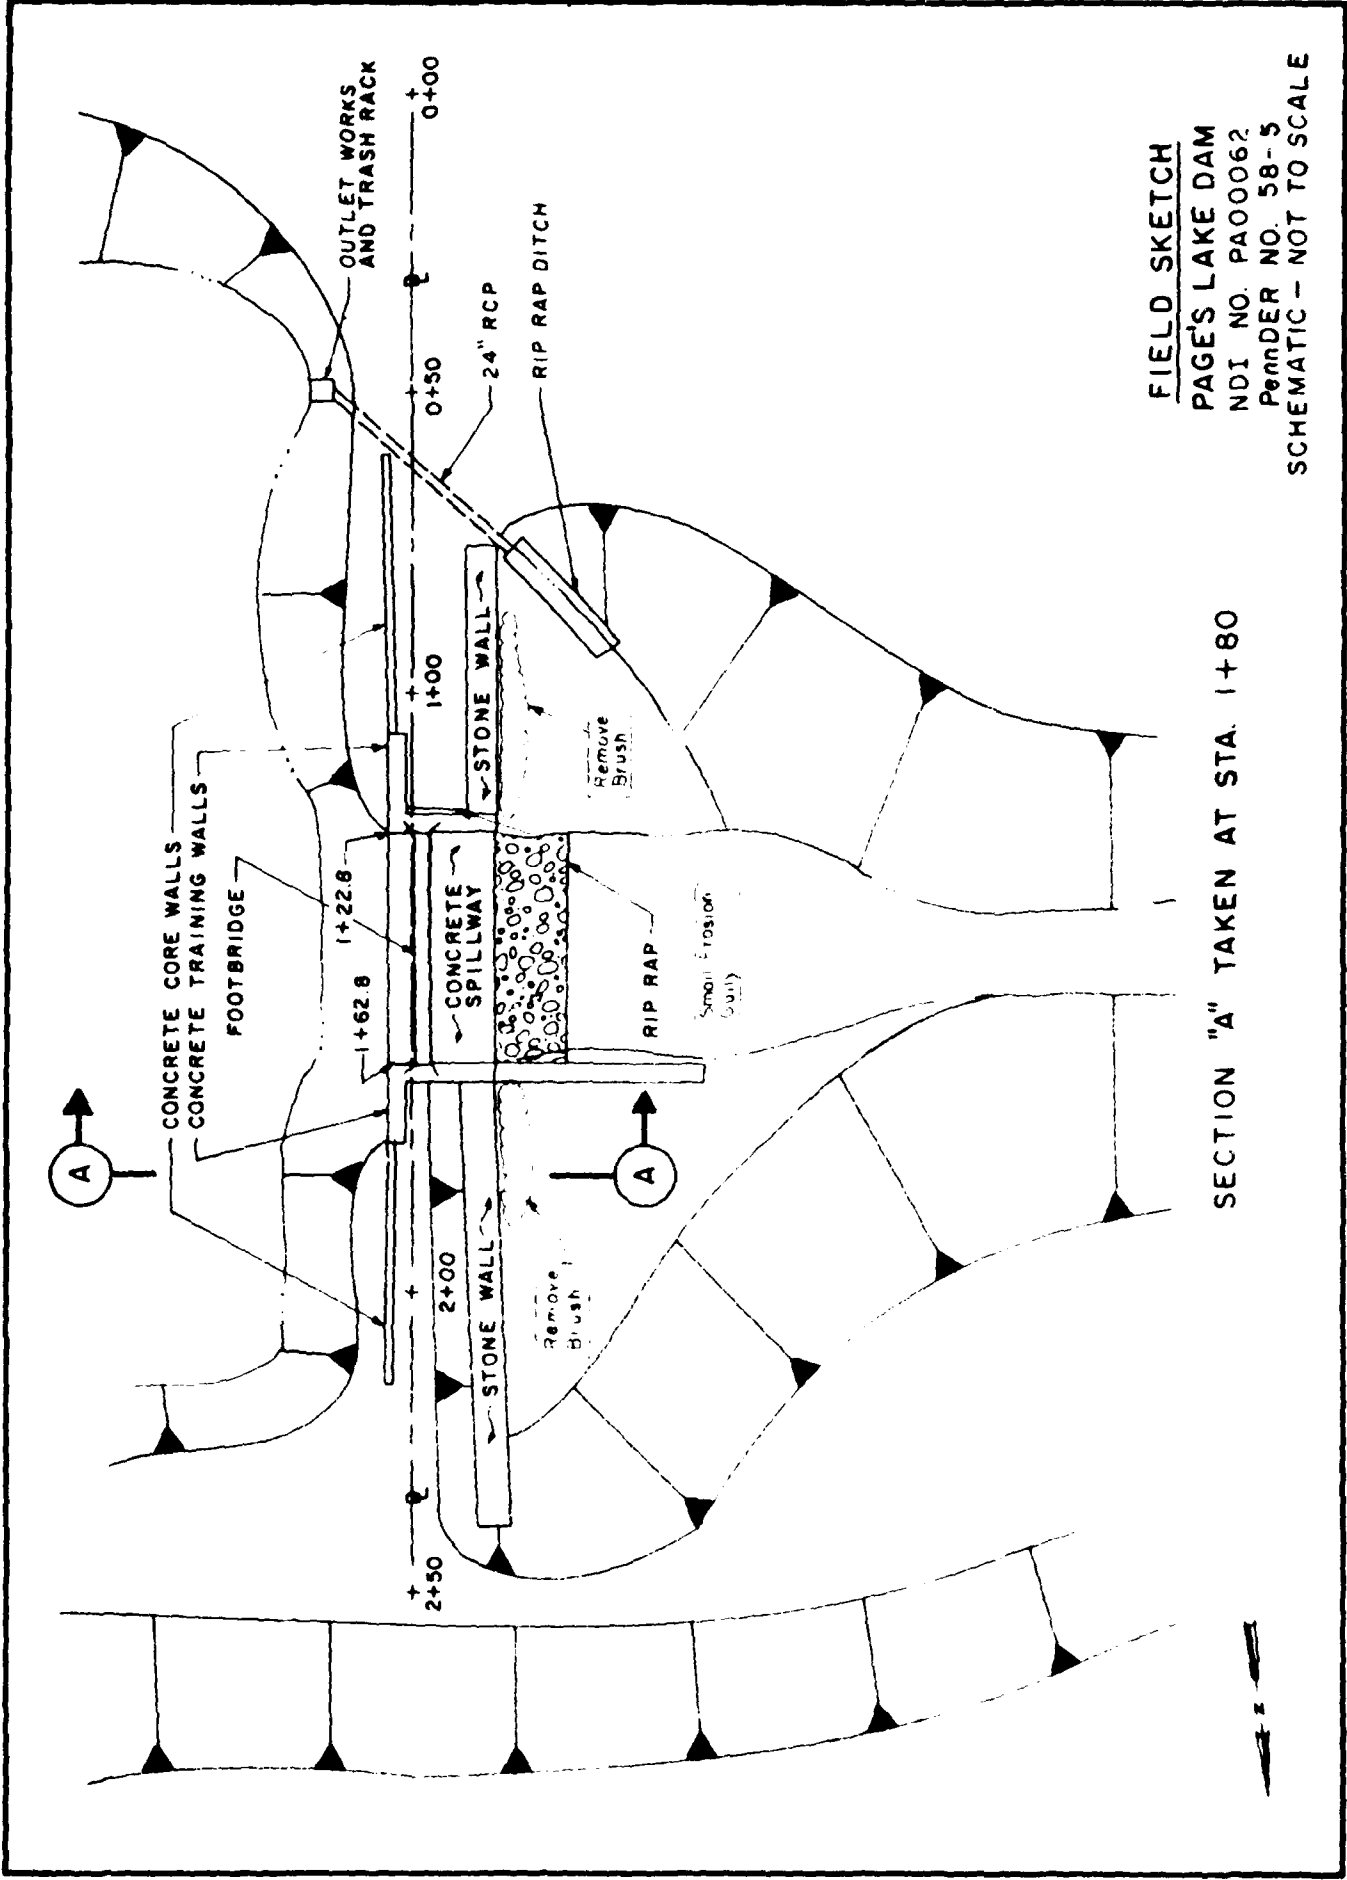 CONCRETE CORE WALLS
CONCRETE TRAINING WALLS
FOOTBRIDGE
1+62.8
1+22.8
OUTLET WORKS
AND TRASH RACK
A
2+50
2+00
1+00
0+50
0+00
CONCRETE
SPILLWAY
STONE WALL
STONE WALL
24" RCP
RIP RAP DITCH
Remove
Brush
A
RIP RAP
Remove
Brush
Small Erosion
Gully
SECTION "A" TAKEN AT STA. 1+80
FIELD SKETCH
PAGE'S LAKE DAM
NDI NO. PA00062
PennDER NO. 58-5
SCHEMATIC — NOT TO SCALE
z